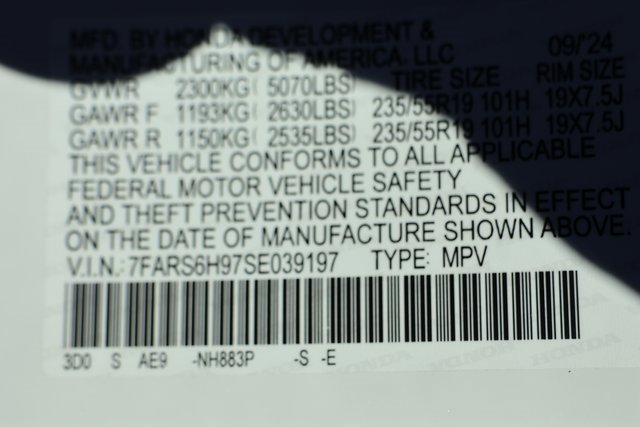 MFD. BY HONDA DEVELOPMENT &
MANUFACTURING OF AMERICA, LLC 09/'24
GVWR 2300KG( 5070LBS) TIRE SIZE RIM SIZE
GAWR F 1193KG( 2630LBS) 235/55R19 101H 19X7.5J
GAWR R 1150KG( 2535LBS) 235/55R19 101H 19X7.5J
THIS VEHICLE CONFORMS TO ALL APPLICABLE
FEDERAL MOTOR VEHICLE SAFETY
AND THEFT PREVENTION STANDARDS IN EFFECT
ON THE DATE OF MANUFACTURE SHOWN ABOVE.
V.I.N.:7FARS6H97SE039197 TYPE: MPV
3D0 S AE9 -NH883P -S -E
HONDA HONDA HONDA